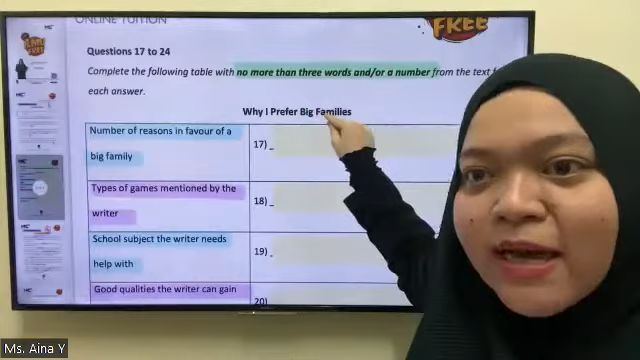 ONLINE TUITION
FREE
Questions 17 to 24
Complete the following table with no more than three words and/or a number from the text
each answer.
Why I Prefer Big Families
Number of reasons in favour of a
big family
17)_
Types of games mentioned by the
writer
18)_
School subject the writer needs
help with
19)_
Good qualities the writer can gain
20)
Ms. Aina Y